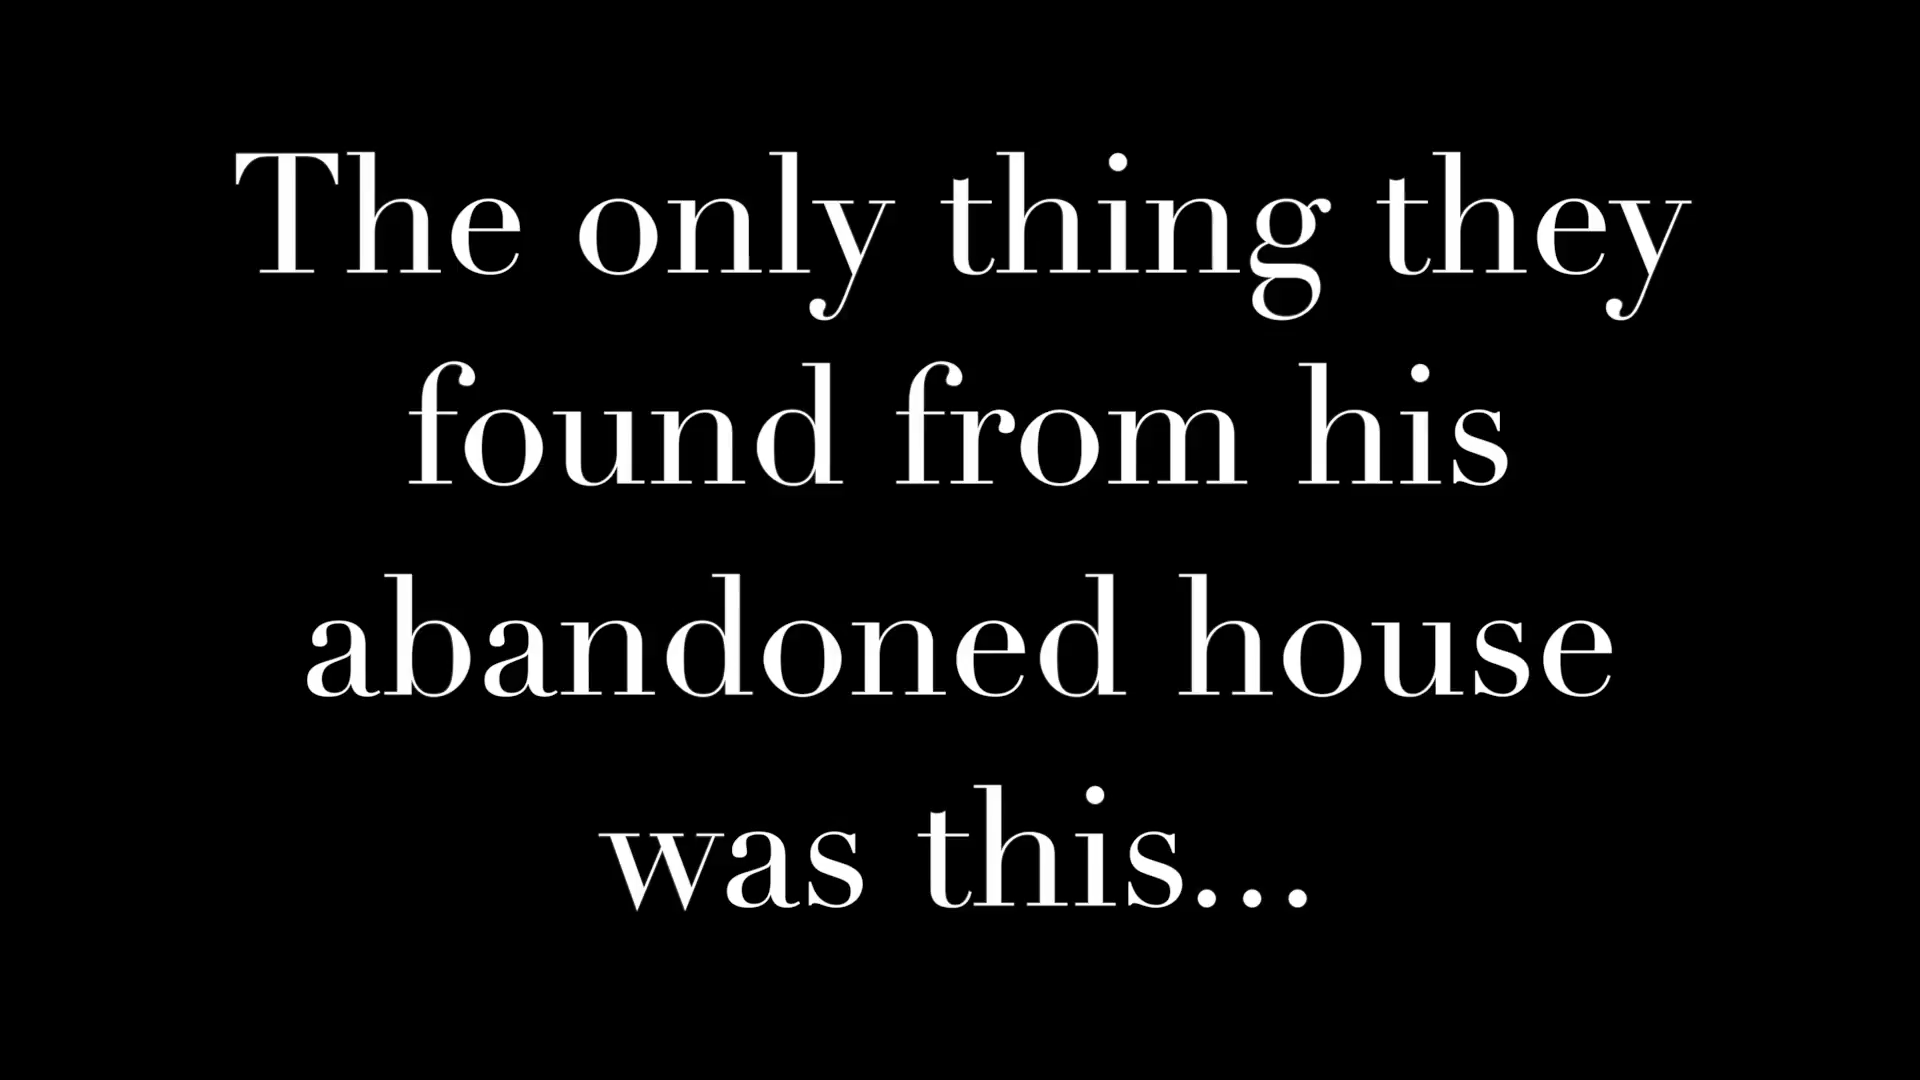 The only thing they
found from his
abandoned house
was this...